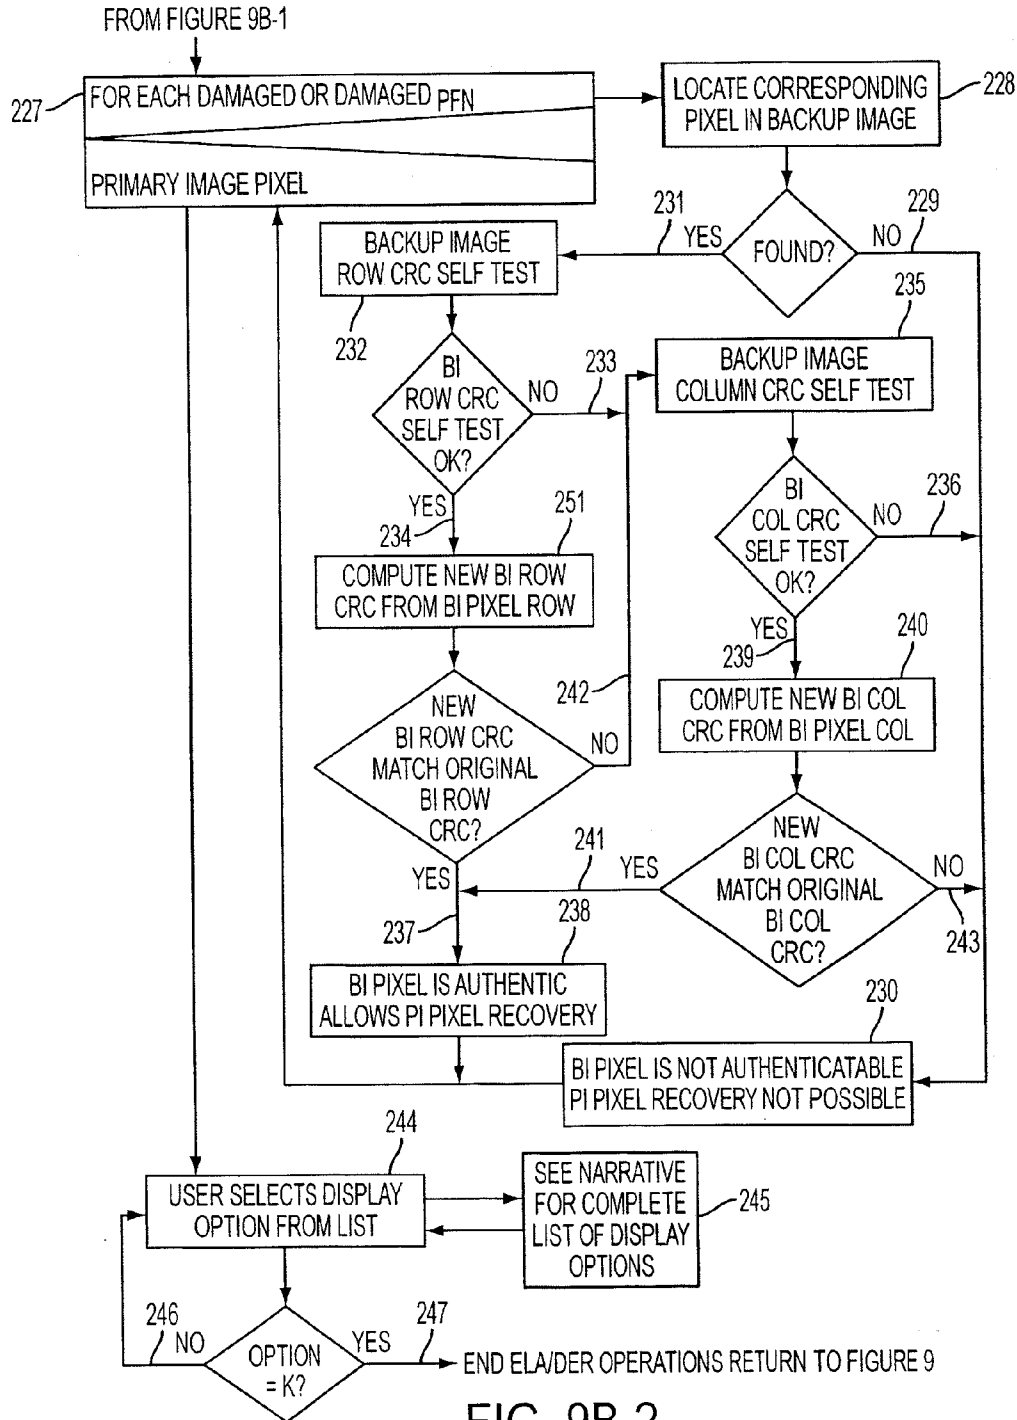 FROM FIGURE 9B-1
227
FOR EACH DAMAGED OR DAMAGED PFN
PRIMARY IMAGE PIXEL
LOCATE CORRESPONDING
PIXEL IN BACKUP IMAGE
228
231
YES
FOUND?
NO
229
BACKUP IMAGE
ROW CRC SELF TEST
232
235
BACKUP IMAGE
COLUMN CRC SELF TEST
BI
ROW CRC
SELF TEST
OK?
NO
233
YES
234
BI
COL CRC
SELF TEST
OK?
NO
236
YES
239
251
COMPUTE NEW BI ROW
CRC FROM BI PIXEL ROW
240
COMPUTE NEW BI COL
CRC FROM BI PIXEL COL
242
NEW
BI ROW CRC
MATCH ORIGINAL
BI ROW
CRC?
NO
YES
237
NEW
BI COL CRC
MATCH ORIGINAL
BI COL
CRC?
YES
241
NO
243
238
BI PIXEL IS AUTHENTIC
ALLOWS PI PIXEL RECOVERY
230
BI PIXEL IS NOT AUTHENTICATABLE
PI PIXEL RECOVERY NOT POSSIBLE
244
USER SELECTS DISPLAY
OPTION FROM LIST
SEE NARRATIVE
FOR COMPLETE
LIST OF DISPLAY
OPTIONS
245
246
NO
OPTION
= K?
YES
247
END ELA/DER OPERATIONS RETURN TO FIGURE 9
FIG. 9B-2